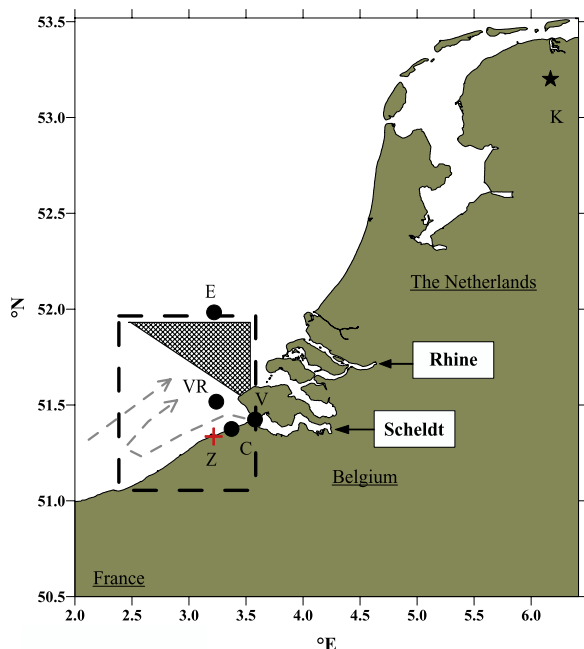 53.5
K
53.0
52.5
°N
The Netherlands
E
52.0
Rhine
VR
V
51.5
Scheldt
Z
C
Belgium
51.0
France
50.5
2.0 2.5 3.0 3.5 4.0 4.5 5.0 5.5 6.0
°E